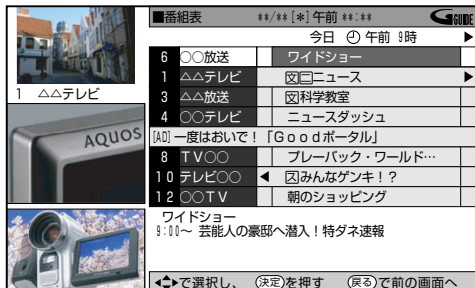 ■番組表 **/**[*]午前 **:** GGUIDE
今日 午前 9時 ▶
6 ○○放送 ワイドショー
1 △△テレビ 文二ニュース ▶
3 △△放送 文科学教室
4 ○○テレビ ニュースダッシュ
[AD] 一度はおいで！「Goodポータル」
8 TV○○ プレーバック・ワールド…
10 テレビ○○ ◀ 又みんなゲンキ！？
12 ○○TV 朝のショッピング
ワイドショー
9:00～ 芸能人の豪邸へ潜入！特ダネ速報
で選択し、 決定を押す 戻るで前の画面へ
1 △△テレビ
AQUOS